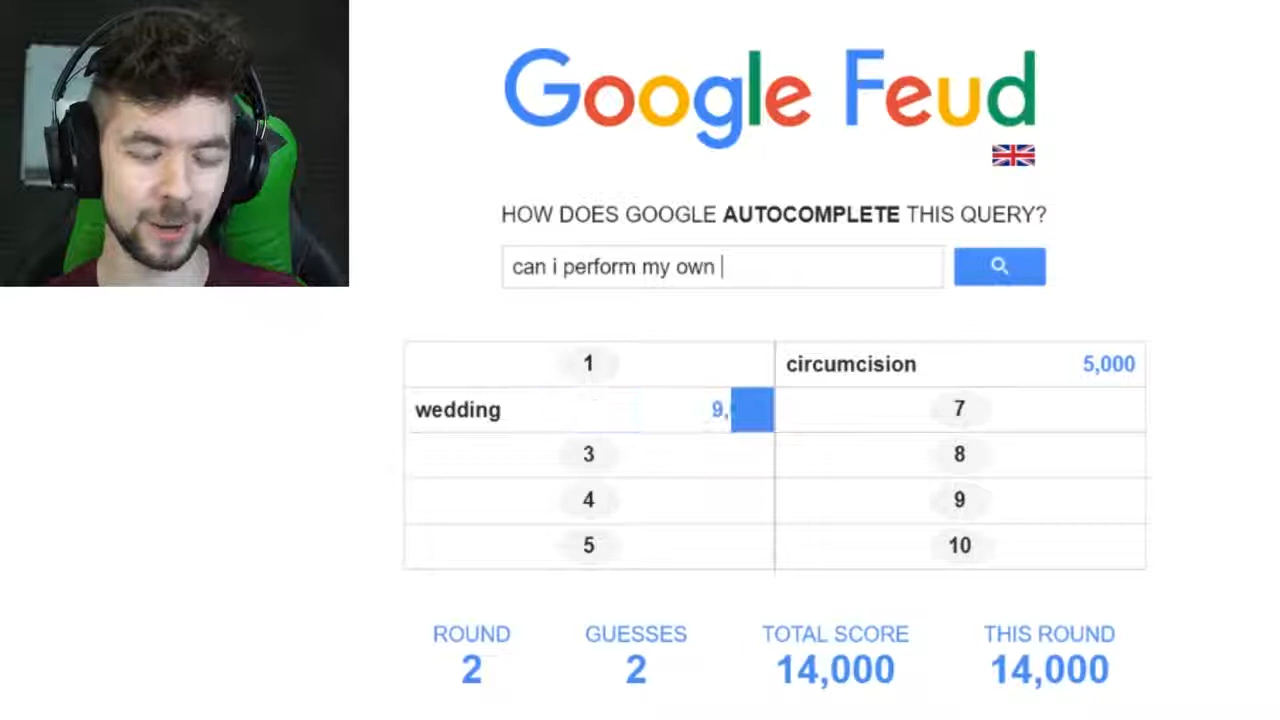 Google Feud
HOW DOES GOOGLE AUTOCOMPLETE THIS QUERY?
can i perform my own
1
circumcision 5,000
wedding 9,
7
3
8
4
9
5
10
ROUND GUESSES TOTAL SCORE THIS ROUND
2 2 14,000 14,000